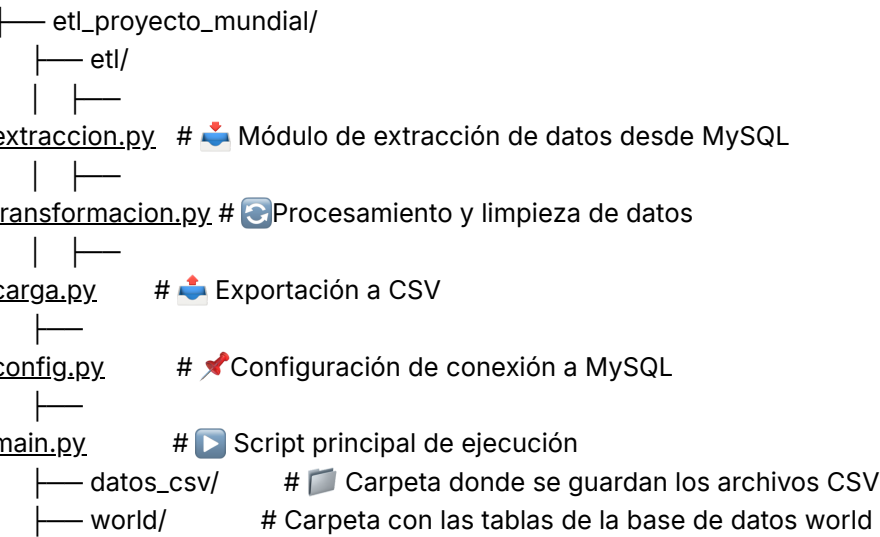 ├── etl_proyecto_mundial/
├── etl/
│ ├──
extraccion.py # 📥 Módulo de extracción de datos desde MySQL
│ ├──
transformacion.py # 🔄Procesamiento y limpieza de datos
│ ├──
carga.py # 📤 Exportación a CSV
├──
config.py # 📌Configuración de conexión a MySQL
├──
main.py # ▶️ Script principal de ejecución
├── datos_csv/ # 📁 Carpeta donde se guardan los archivos CSV
├── world/ # Carpeta con las tablas de la base de datos world